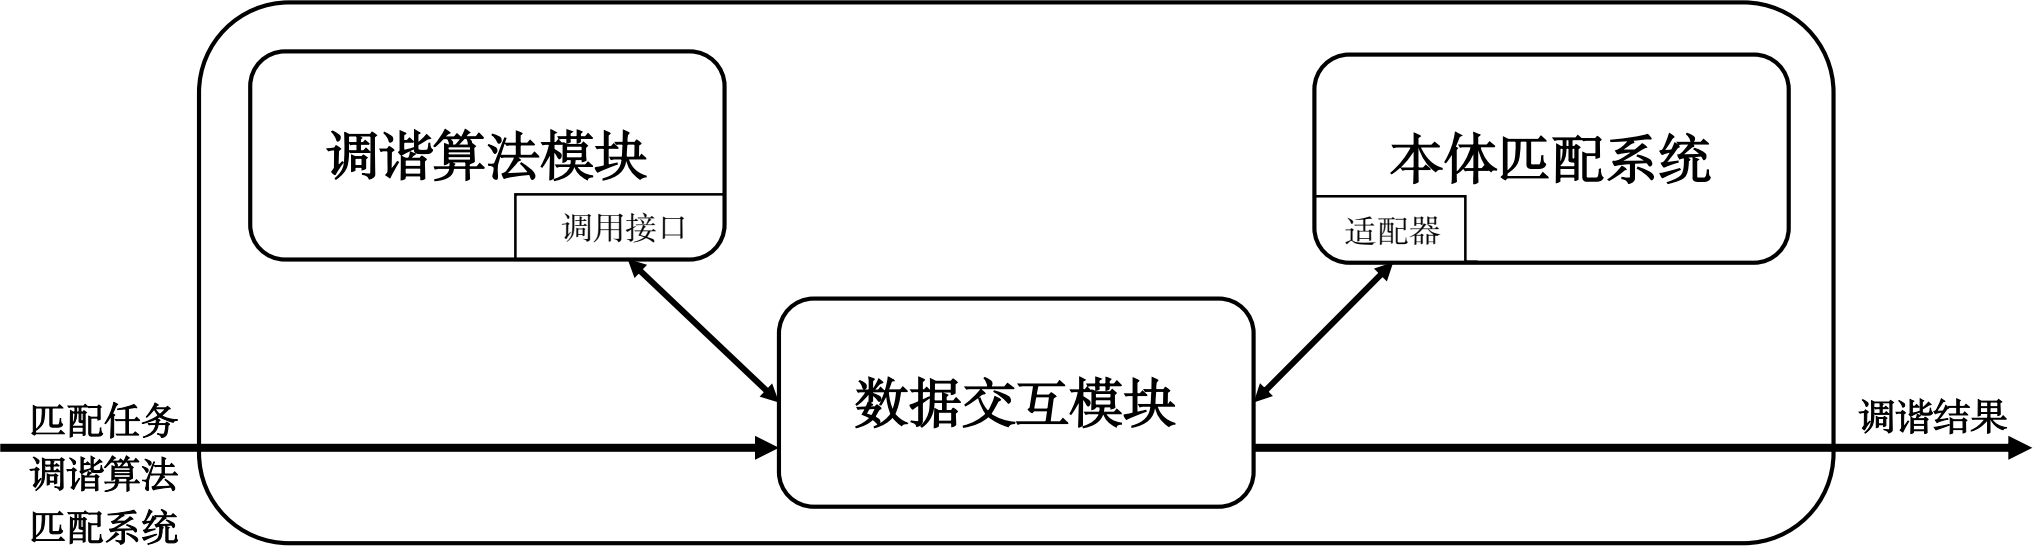 调谐算法模块
调用接口
本体匹配系统
适配器
数据交互模块
匹配任务
调谐算法
匹配系统
调谐结果